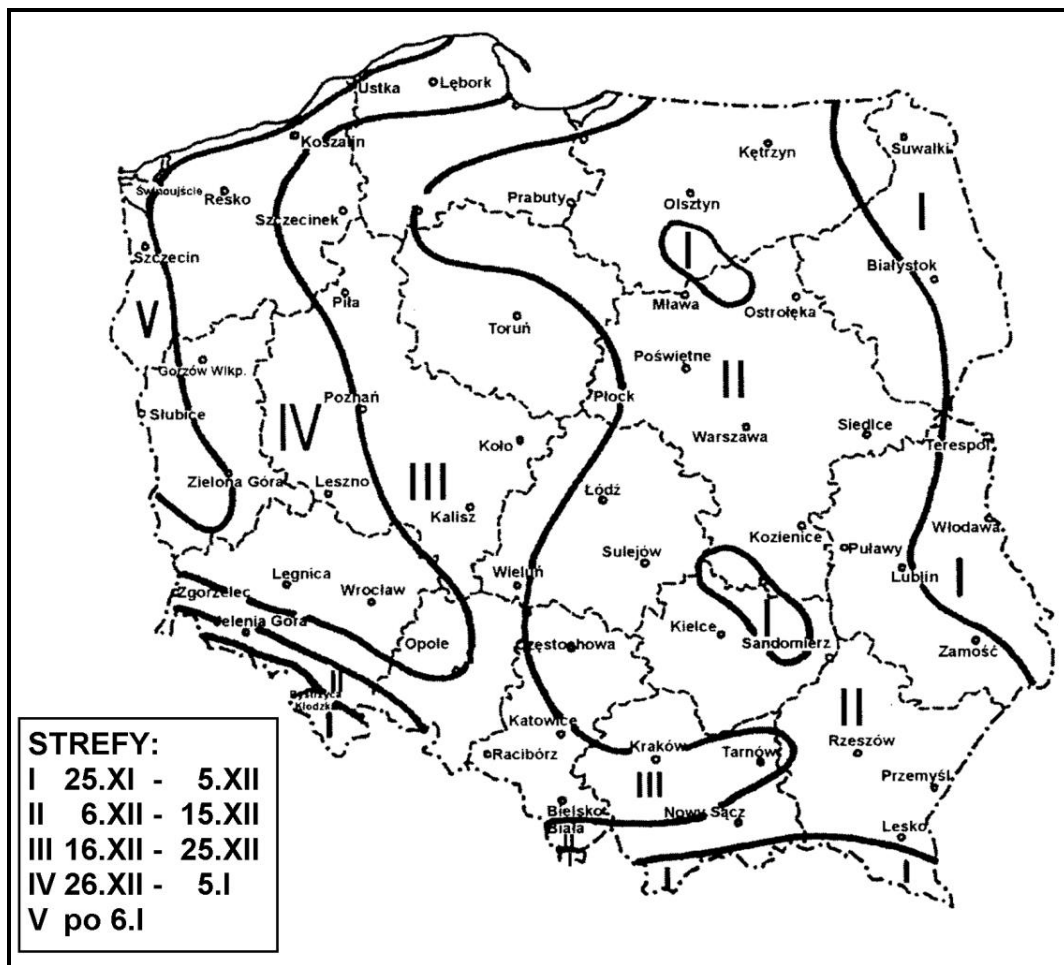 Ustka
Lębork
Koszalin
Suwałki
Kętrzyn
Świnoujście
Resko
Prabuty
Olsztyn
I
Szczecinek
I
Szczecin
Białystok
Piła
Mława
Ostrołęka
V
Toruń
Gorzów Wlkp.
Poświętne
II
Poznań
Płock
Słubice
IV
Warszawa
Siedlce
Koło
Terespol
Zielona Góra
Leszno
III
Łódź
Kalisz
Kozienice
Włodawa
Sulejów
Puławy
Legnica
Wieluń
Lublin
I
Zgorzelec
Wrocław
I
Jelenia Góra
Kielce
Sandomierz
Opole
Częstochowa
Zamość
II
Bystrzyca
Kłodzka
I
II
Katowice
Kraków
Tarnów
Rzeszów
Racibórz
III
Przemyśl
Bielsko
Biała
Nowy Sącz
Lesko
II
I
I
STREFY:
I 25.XI - 5.XII
II 6.XII - 15.XII
III 16.XII - 25.XII
IV 26.XII - 5.I
V po 6.I